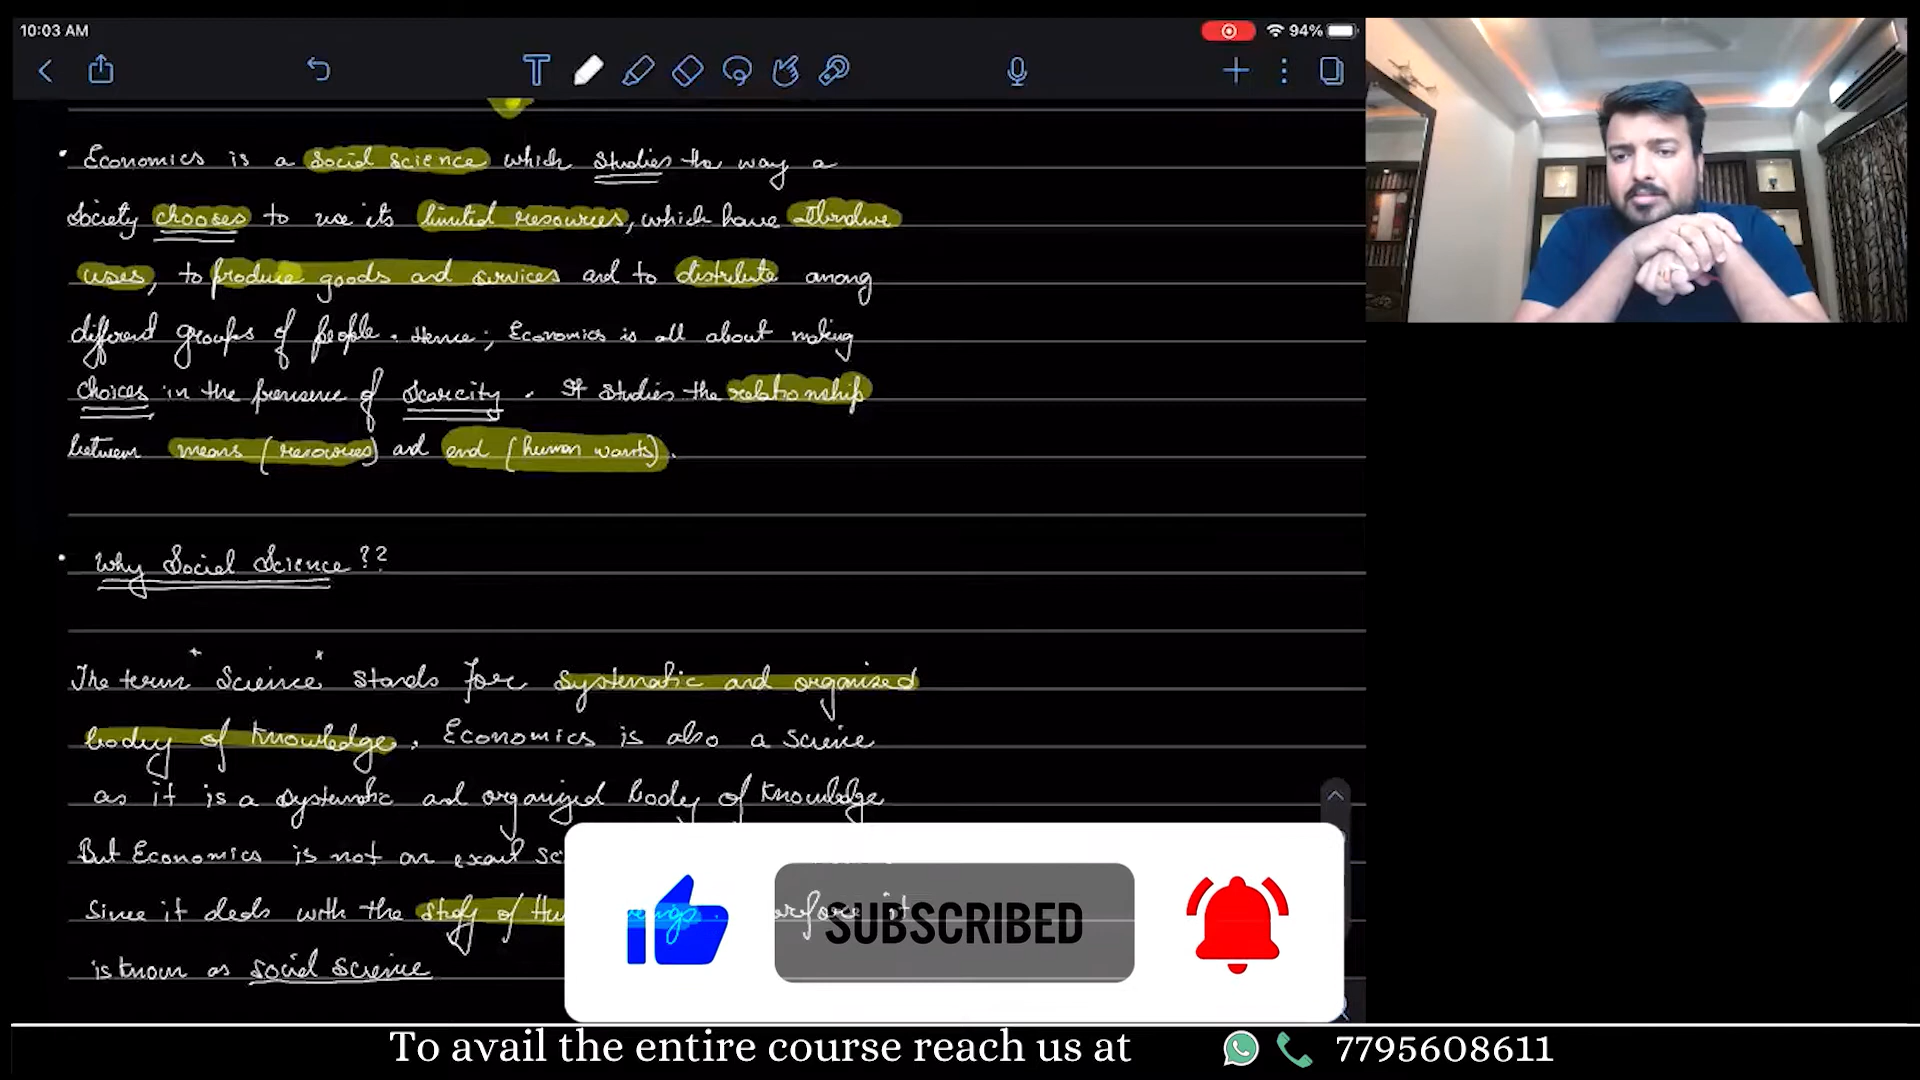 10:03 AM
94%
• Economics is a social science which studies the way a
society chooses to use its limited resources, which have
uses, to produce goods and services and to distribute among
different groups of people. Hence; Economics is all about making
choices in the presence of scarcity. It studies the relationship
between means (resources) and end (human wants).
• Why Social Science??
The term "Science" stands for systematic and organised
body of knowledge. Economics is also a science
as it is a systematic and organized body of knowledge
But Economics is not an exact
Since it deals with the study of it
is known as social science
SUBSCRIBED
To avail the entire course reach us at 7795608611